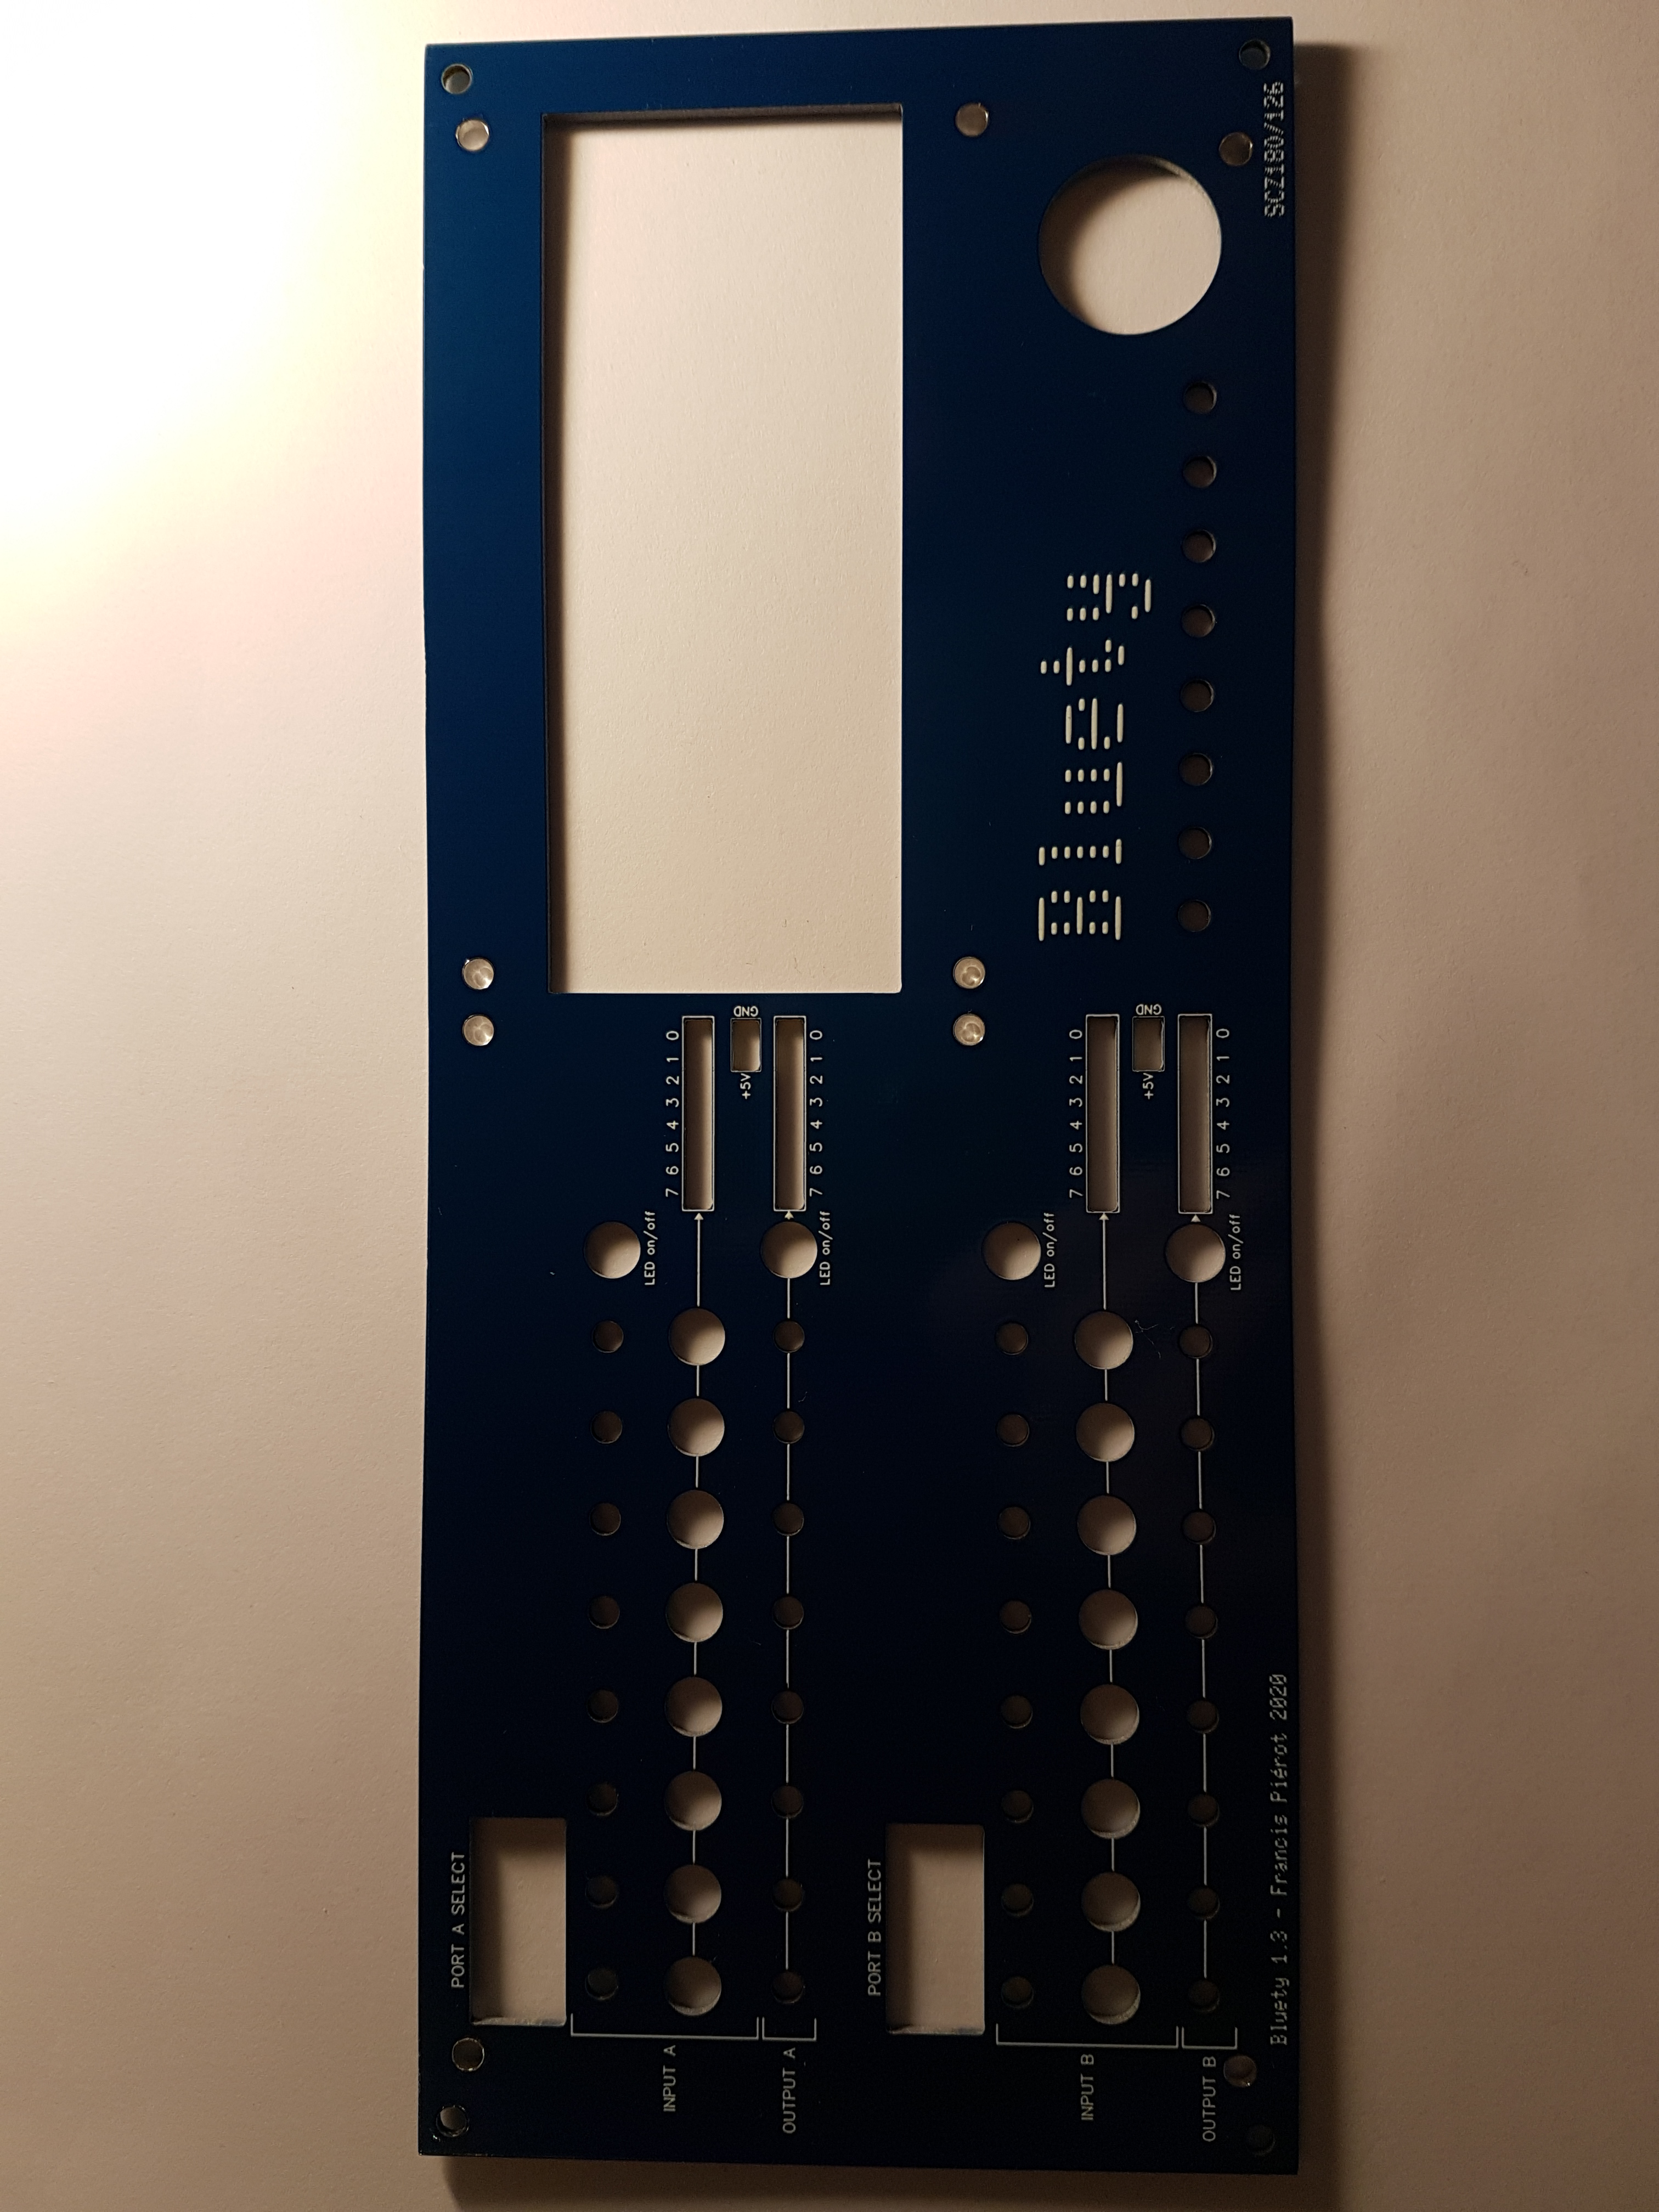 PORT A SELECT
LED on/off
INPUT A
7 6 5 4 3 2 1 0
+5V GND
OUTPUT A
7 6 5 4 3 2 1 0
LED on/off
PORT B SELECT
LED on/off
INPUT B
7 6 5 4 3 2 1 0
Bluety
+5V GND
OUTPUT B
7 6 5 4 3 2 1 0
LED on/off
Bluety 1.3 - Francis Piérot 2020
SCZ180/126